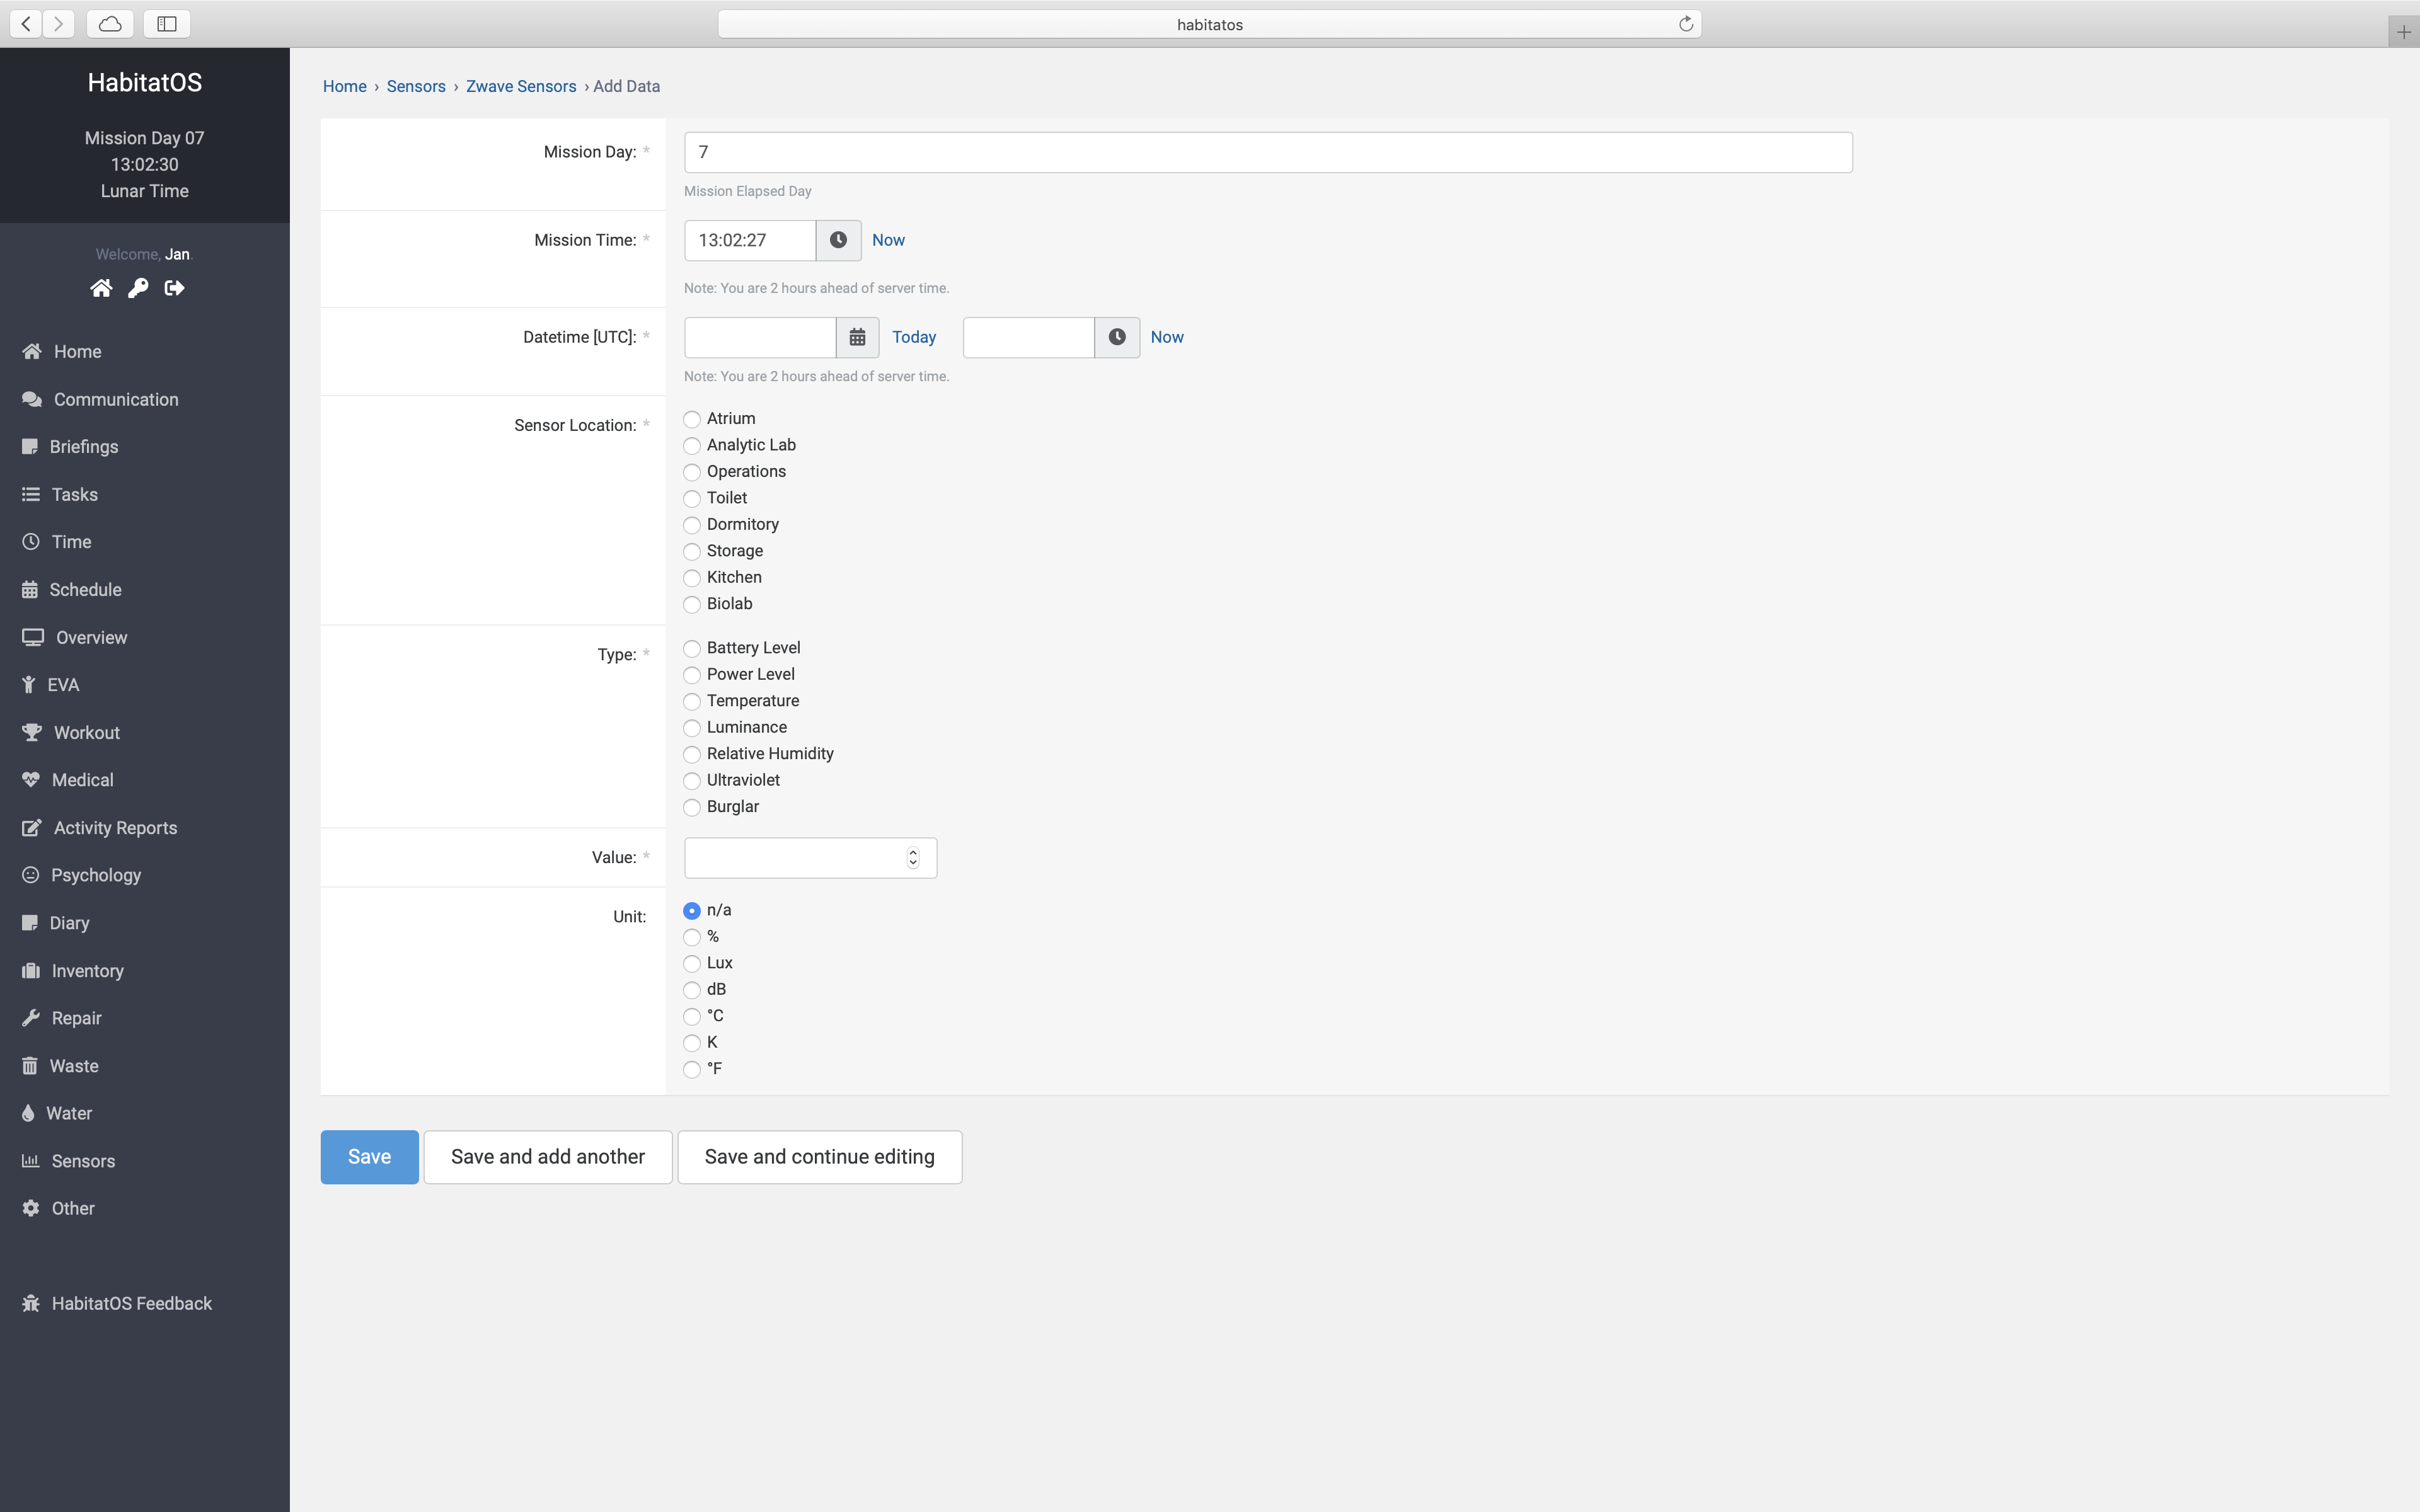 habitatos
HabitatOS
Mission Day 07
13:02:30
Lunar Time
Welcome, Jan.
Home
Communication
Briefings
Tasks
Time
Schedule
Overview
EVA
Workout
Medical
Activity Reports
Psychology
Diary
Inventory
Repair
Waste
Water
Sensors
Other
HabitatOS Feedback
Home › Sensors › Zwave Sensors › Add Data
Mission Day: * 7
Mission Elapsed Day
Mission Time: * 13:02:27 Now
Note: You are 2 hours ahead of server time.
Datetime [UTC]: * Today Now
Note: You are 2 hours ahead of server time.
Sensor Location: *
Atrium
Analytic Lab
Operations
Toilet
Dormitory
Storage
Kitchen
Biolab
Type: *
Battery Level
Power Level
Temperature
Luminance
Relative Humidity
Ultraviolet
Burglar
Value: *
Unit:
n/a
%
Lux
dB
°C
K
°F
Save Save and add another Save and continue editing